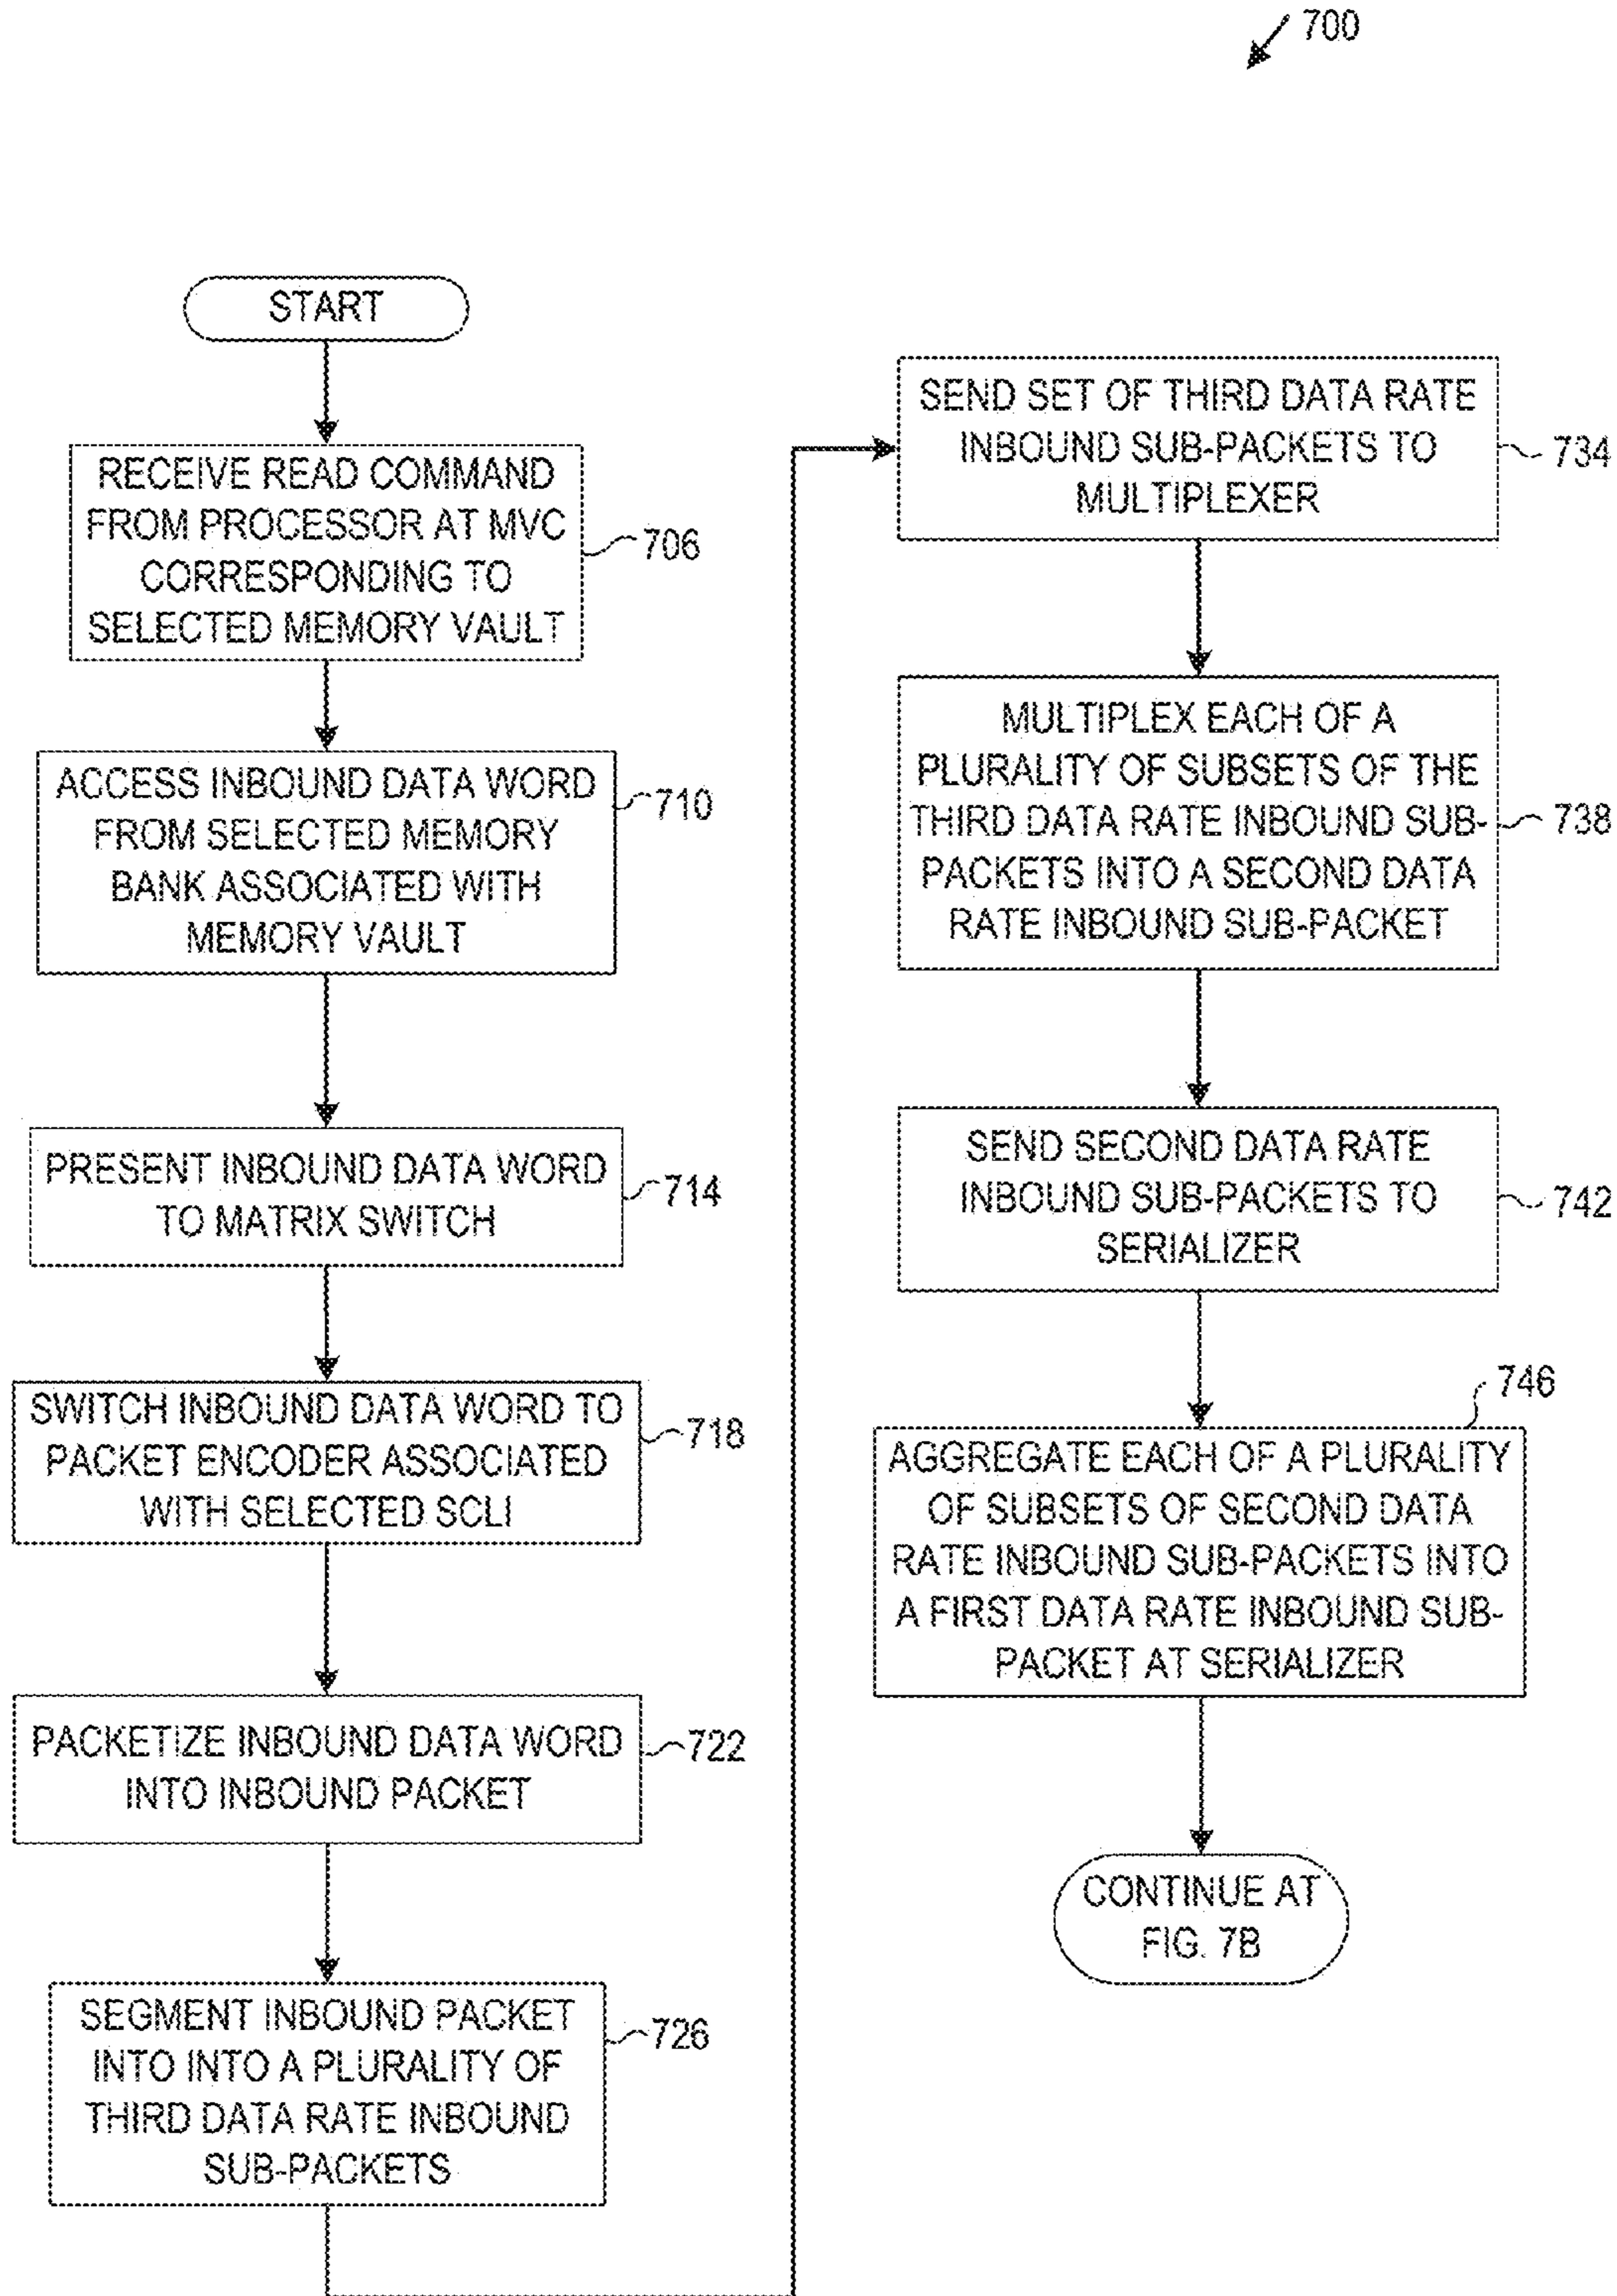 700
START
RECEIVE READ COMMAND
FROM PROCESSOR AT MVC
CORRESPONDING TO
SELECTED MEMORY VAULT
706
ACCESS INBOUND DATA WORD
FROM SELECTED MEMORY
BANK ASSOCIATED WITH
MEMORY VAULT
710
PRESENT INBOUND DATA WORD
TO MATRIX SWITCH
714
SWITCH INBOUND DATA WORD TO
PACKET ENCODER ASSOCIATED
WITH SELECTED SCLI
718
PACKETIZE INBOUND DATA WORD
INTO INBOUND PACKET
722
SEGMENT INBOUND PACKET
INTO INTO A PLURALITY OF
THIRD DATA RATE INBOUND
SUB-PACKETS
726
SEND SET OF THIRD DATA RATE
INBOUND SUB-PACKETS TO
MULTIPLEXER
734
MULTIPLEX EACH OF A
PLURALITY OF SUBSETS OF THE
THIRD DATA RATE INBOUND SUB-
PACKETS INTO A SECOND DATA
RATE INBOUND SUB-PACKET
738
SEND SECOND DATA RATE
INBOUND SUB-PACKETS TO
SERIALIZER
742
746
AGGREGATE EACH OF A PLURALITY
OF SUBSETS OF SECOND DATA
RATE INBOUND SUB-PACKETS INTO
A FIRST DATA RATE INBOUND SUB-
PACKET AT SERIALIZER
CONTINUE AT
FIG. 7B